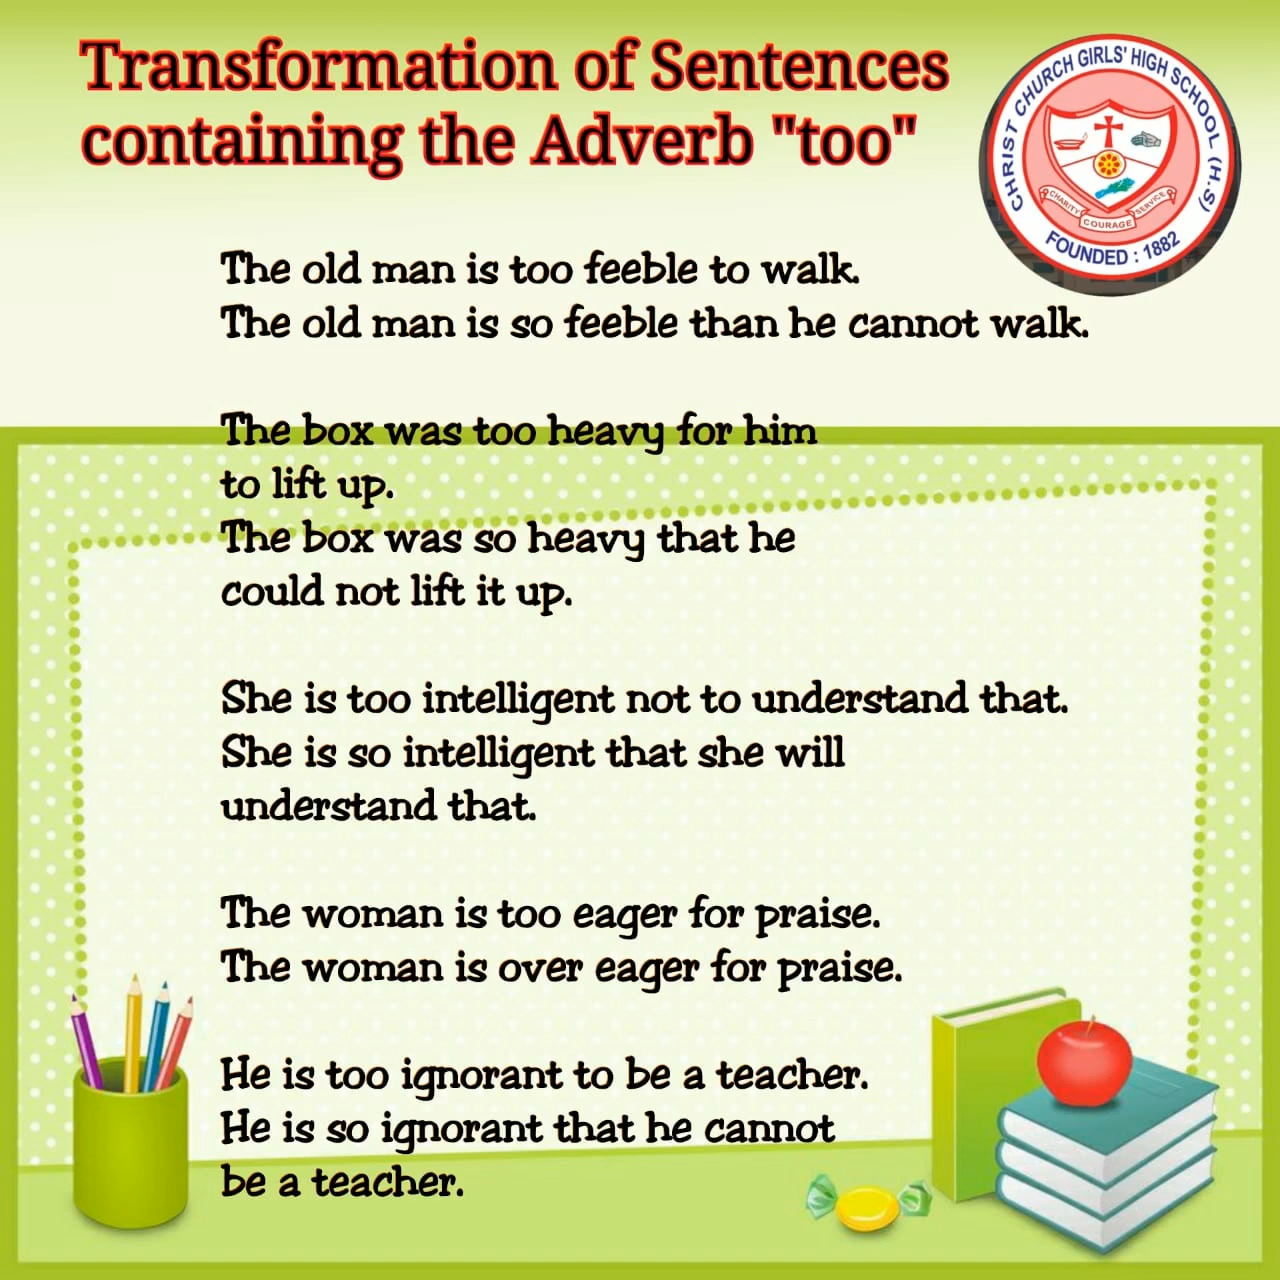 Transformation of Sentences
containing the Adverb "too"
CHRIST CHURCH GIRLS' HIGH SCHOOL (H.S)
CHARITY
COURAGE
SERVICE
FOUNDED : 1882
The old man is too feeble to walk.
The old man is so feeble than he cannot walk.
The box was too heavy for him
to lift up.
The box was so heavy that he
could not lift it up.
She is too intelligent not to understand that.
She is so intelligent that she will
understand that.
The woman is too eager for praise.
The woman is over eager for praise.
He is too ignorant to be a teacher.
He is so ignorant that he cannot
be a teacher.